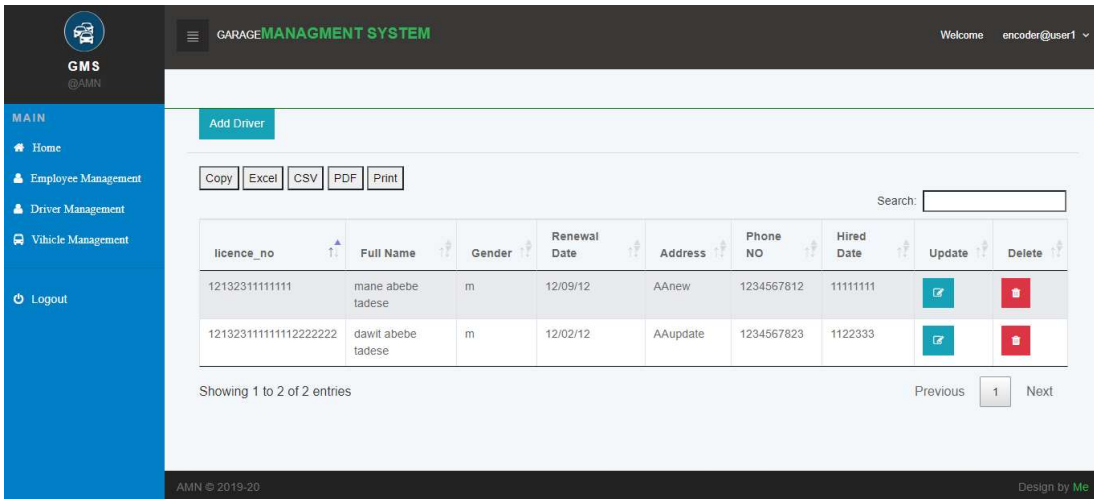 GMS
@AMN
MAIN
Home
Employee Management
Driver Management
Vihicle Management
Logout
GARAGEMANAGMENT SYSTEM
Welcome encoder@user1
Add Driver
Copy Excel CSV PDF Print
Search:
licence_no Full Name Gender Renewal Date Address Phone NO Hired Date Update Delete
12132311111111 mane abebe tadese m 12/09/12 AAnew 1234567812 11111111
121323111111112222222 dawit abebe tadese m 12/02/12 AAupdate 1234567823 1122333
Showing 1 to 2 of 2 entries
Previous 1 Next
AMN © 2019-20
Design by Me